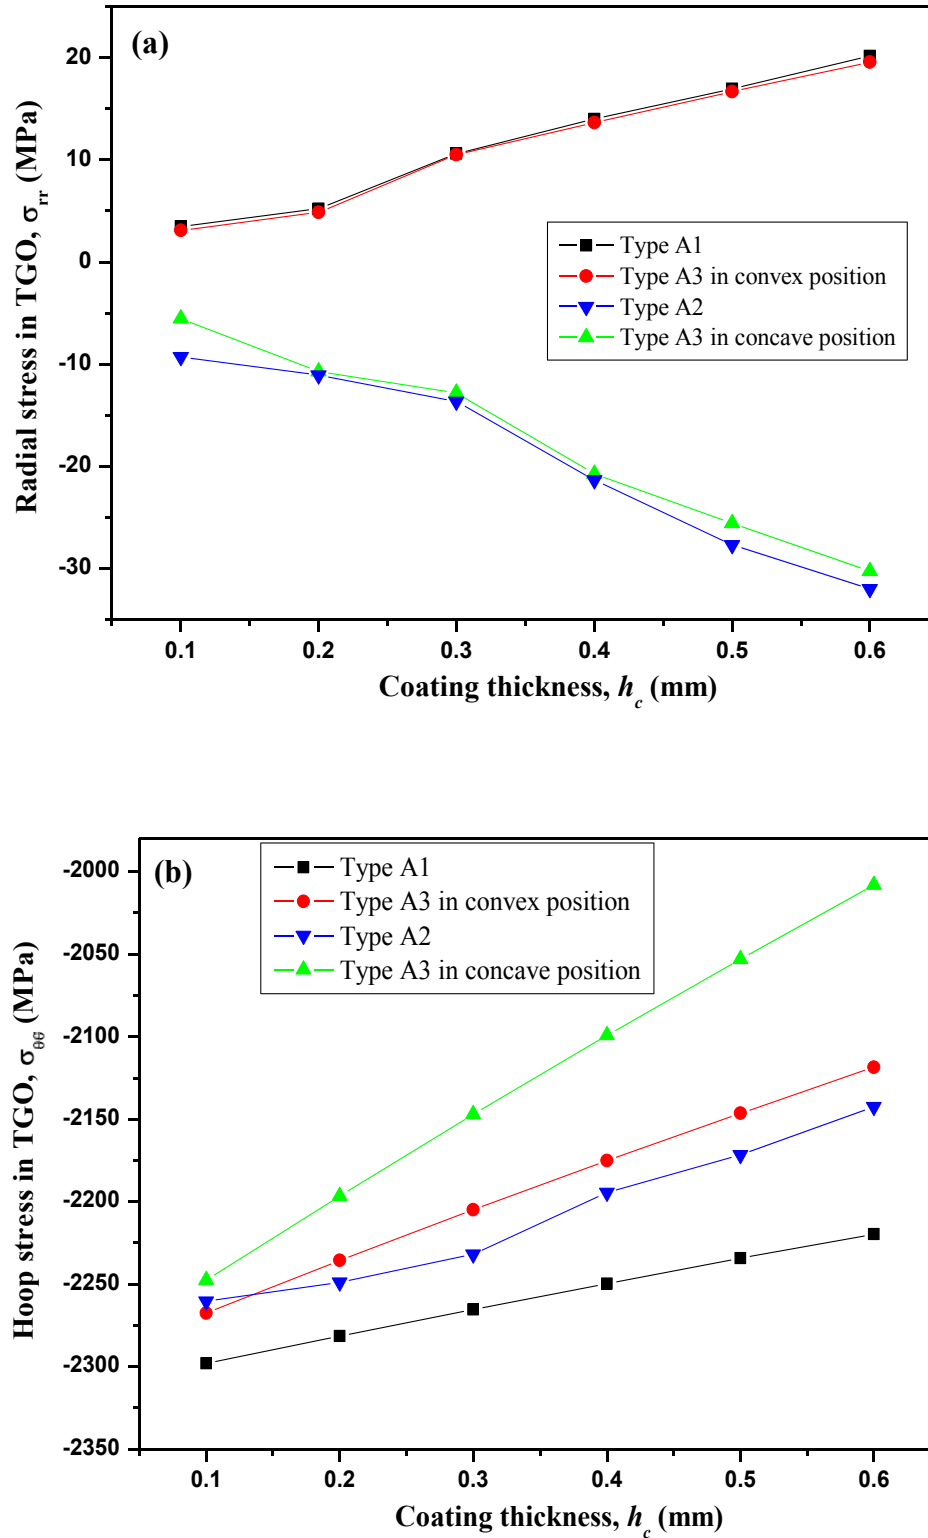 (a)
20
10
0
-10
-20
-30
Radial stress in TGO, σrr (MPa)
Type A1
Type A3 in convex position
Type A2
Type A3 in concave position
0.1 0.2 0.3 0.4 0.5 0.6
Coating thickness, hc (mm)
(b)
-2000
-2050
-2100
-2150
-2200
-2250
-2300
-2350
Hoop stress in TGO, σθθ (MPa)
Type A1
Type A3 in convex position
Type A2
Type A3 in concave position
0.1 0.2 0.3 0.4 0.5 0.6
Coating thickness, hc (mm)